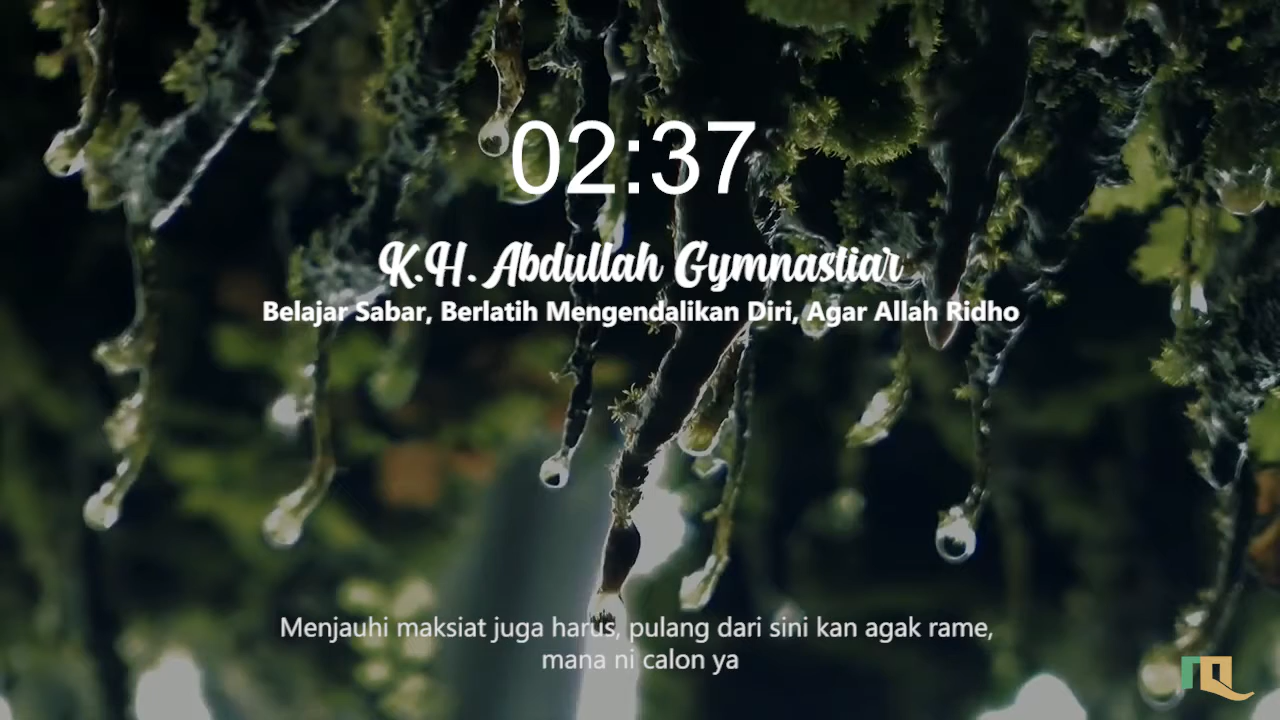 02:37
K.H. Abdullah Gymnastiar
Belajar Sabar, Berlatih Mengendalikan Diri, Agar Allah Ridho
Menjauhi maksiat juga harus, pulang dari sini kan agak rame,
mana ni calon ya